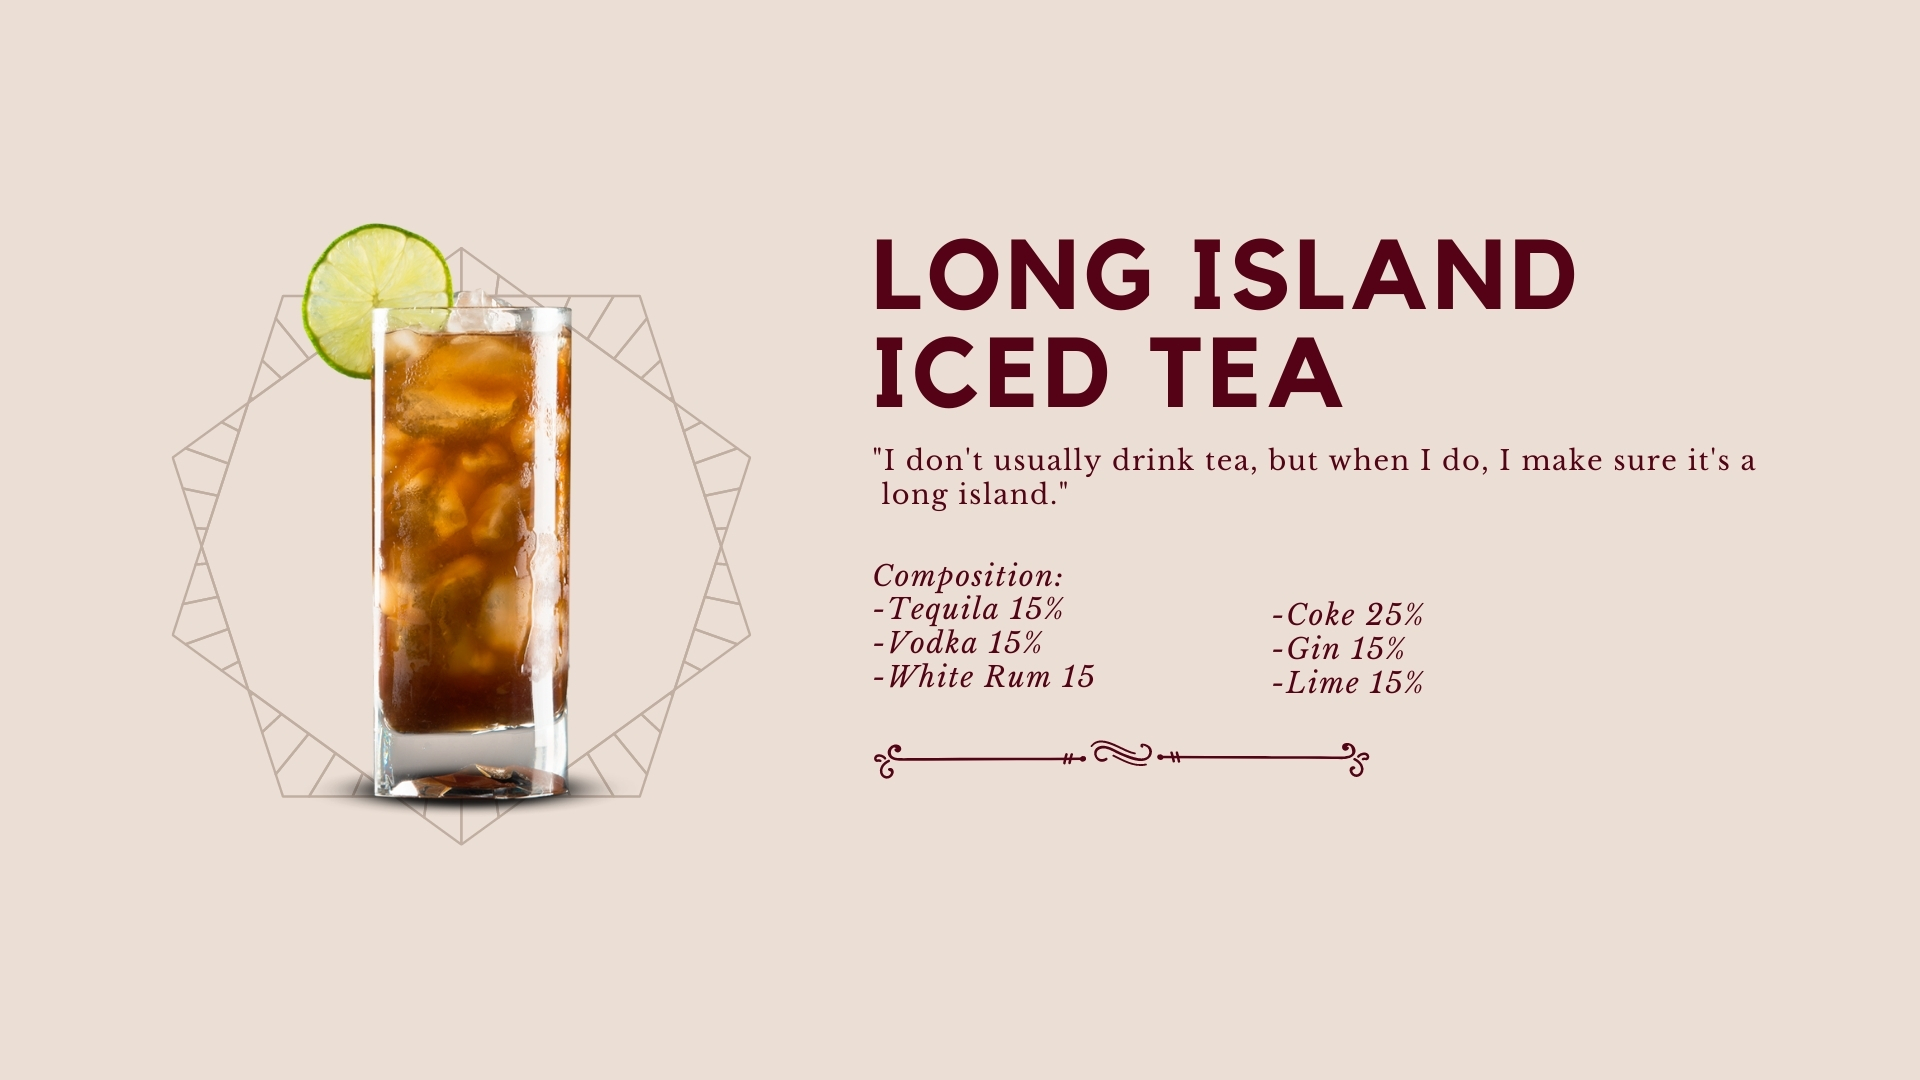 LONG ISLAND
ICED TEA
"I don't usually drink tea, but when I do, I make sure it's a
long island."
Composition:
-Tequila 15%
-Vodka 15%
-White Rum 15
-Coke 25%
-Gin 15%
-Lime 15%